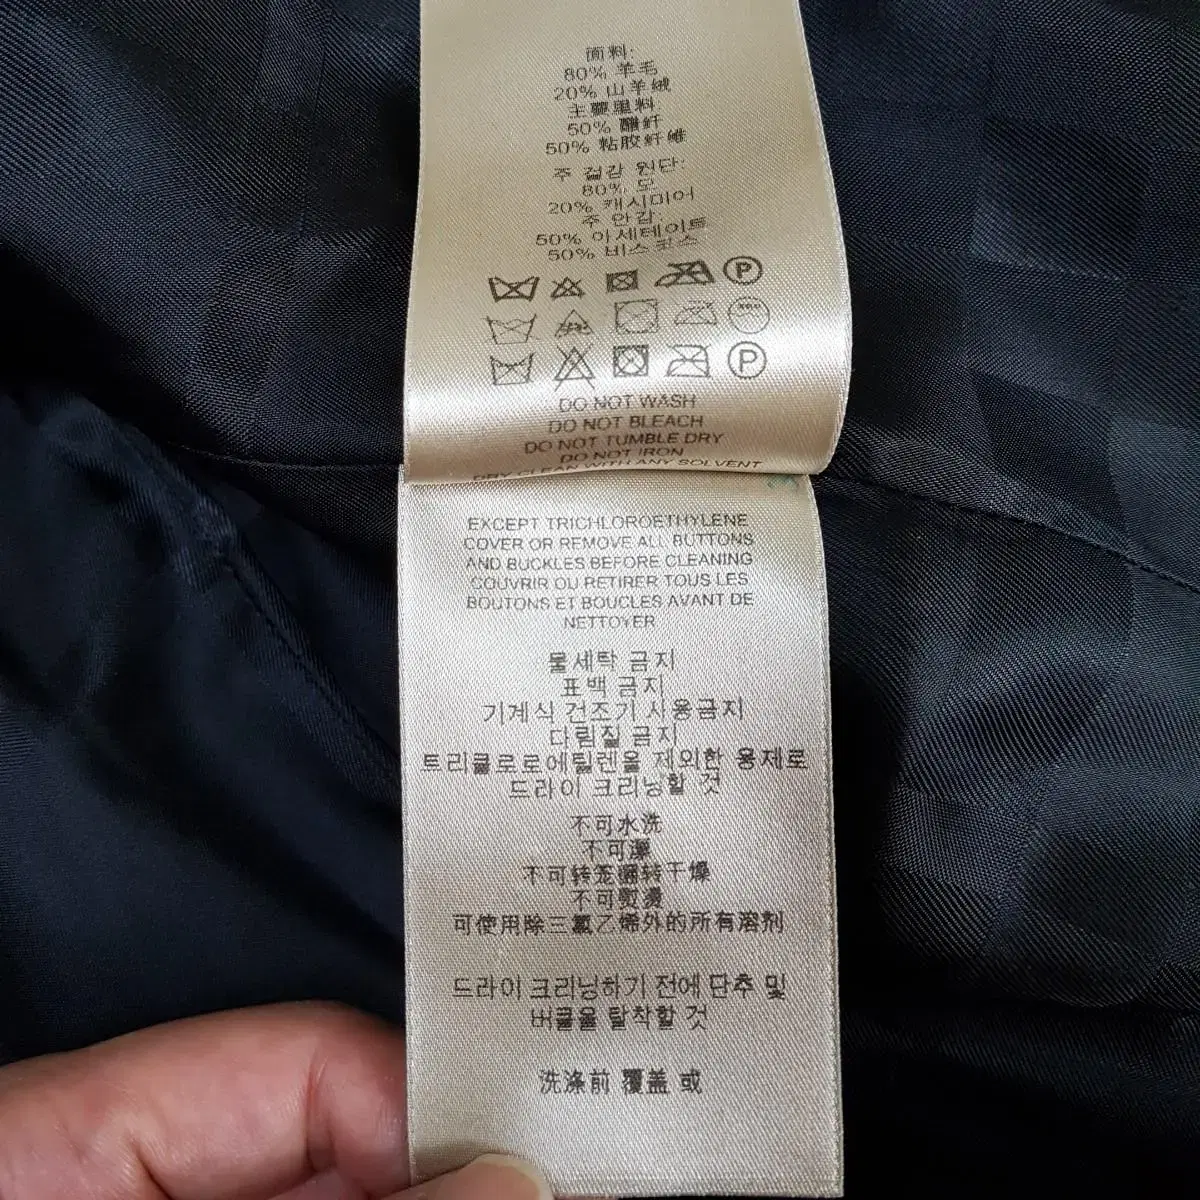 面料:
80% 羊毛
20% 山羊绒
主要里料:
50% 醋纤
50% 粘胶纤维
주 겉감 원단:
80% 모
20% 캐시미어
주 안감:
50% 아세테이트
50% 비스코스
P
P
DO NOT WASH
DO NOT BLEACH
DO NOT TUMBLE DRY
DO NOT IRON
DRY CLEAN WITH ANY SOLVENT
EXCEPT TRICHLOROETHYLENE
COVER OR REMOVE ALL BUTTONS
AND BUCKLES BEFORE CLEANING
COUVRIR OU RETIRER TOUS LES
BOUTONS ET BOUCLES AVANT DE
NETTOYER
물세탁 금지
표백 금지
기계식 건조기 사용금지
다림질 금지
트리클로로에틸렌을 제외한 용제로
드라이 크리닝할 것
不可水洗
不可漂
不可转笼翻转干燥
不可熨烫
可使用除三氯乙烯外的所有溶剂
드라이 크리닝하기 전에 단추 및
버클을 탈착할 것
洗涤前 覆盖 或